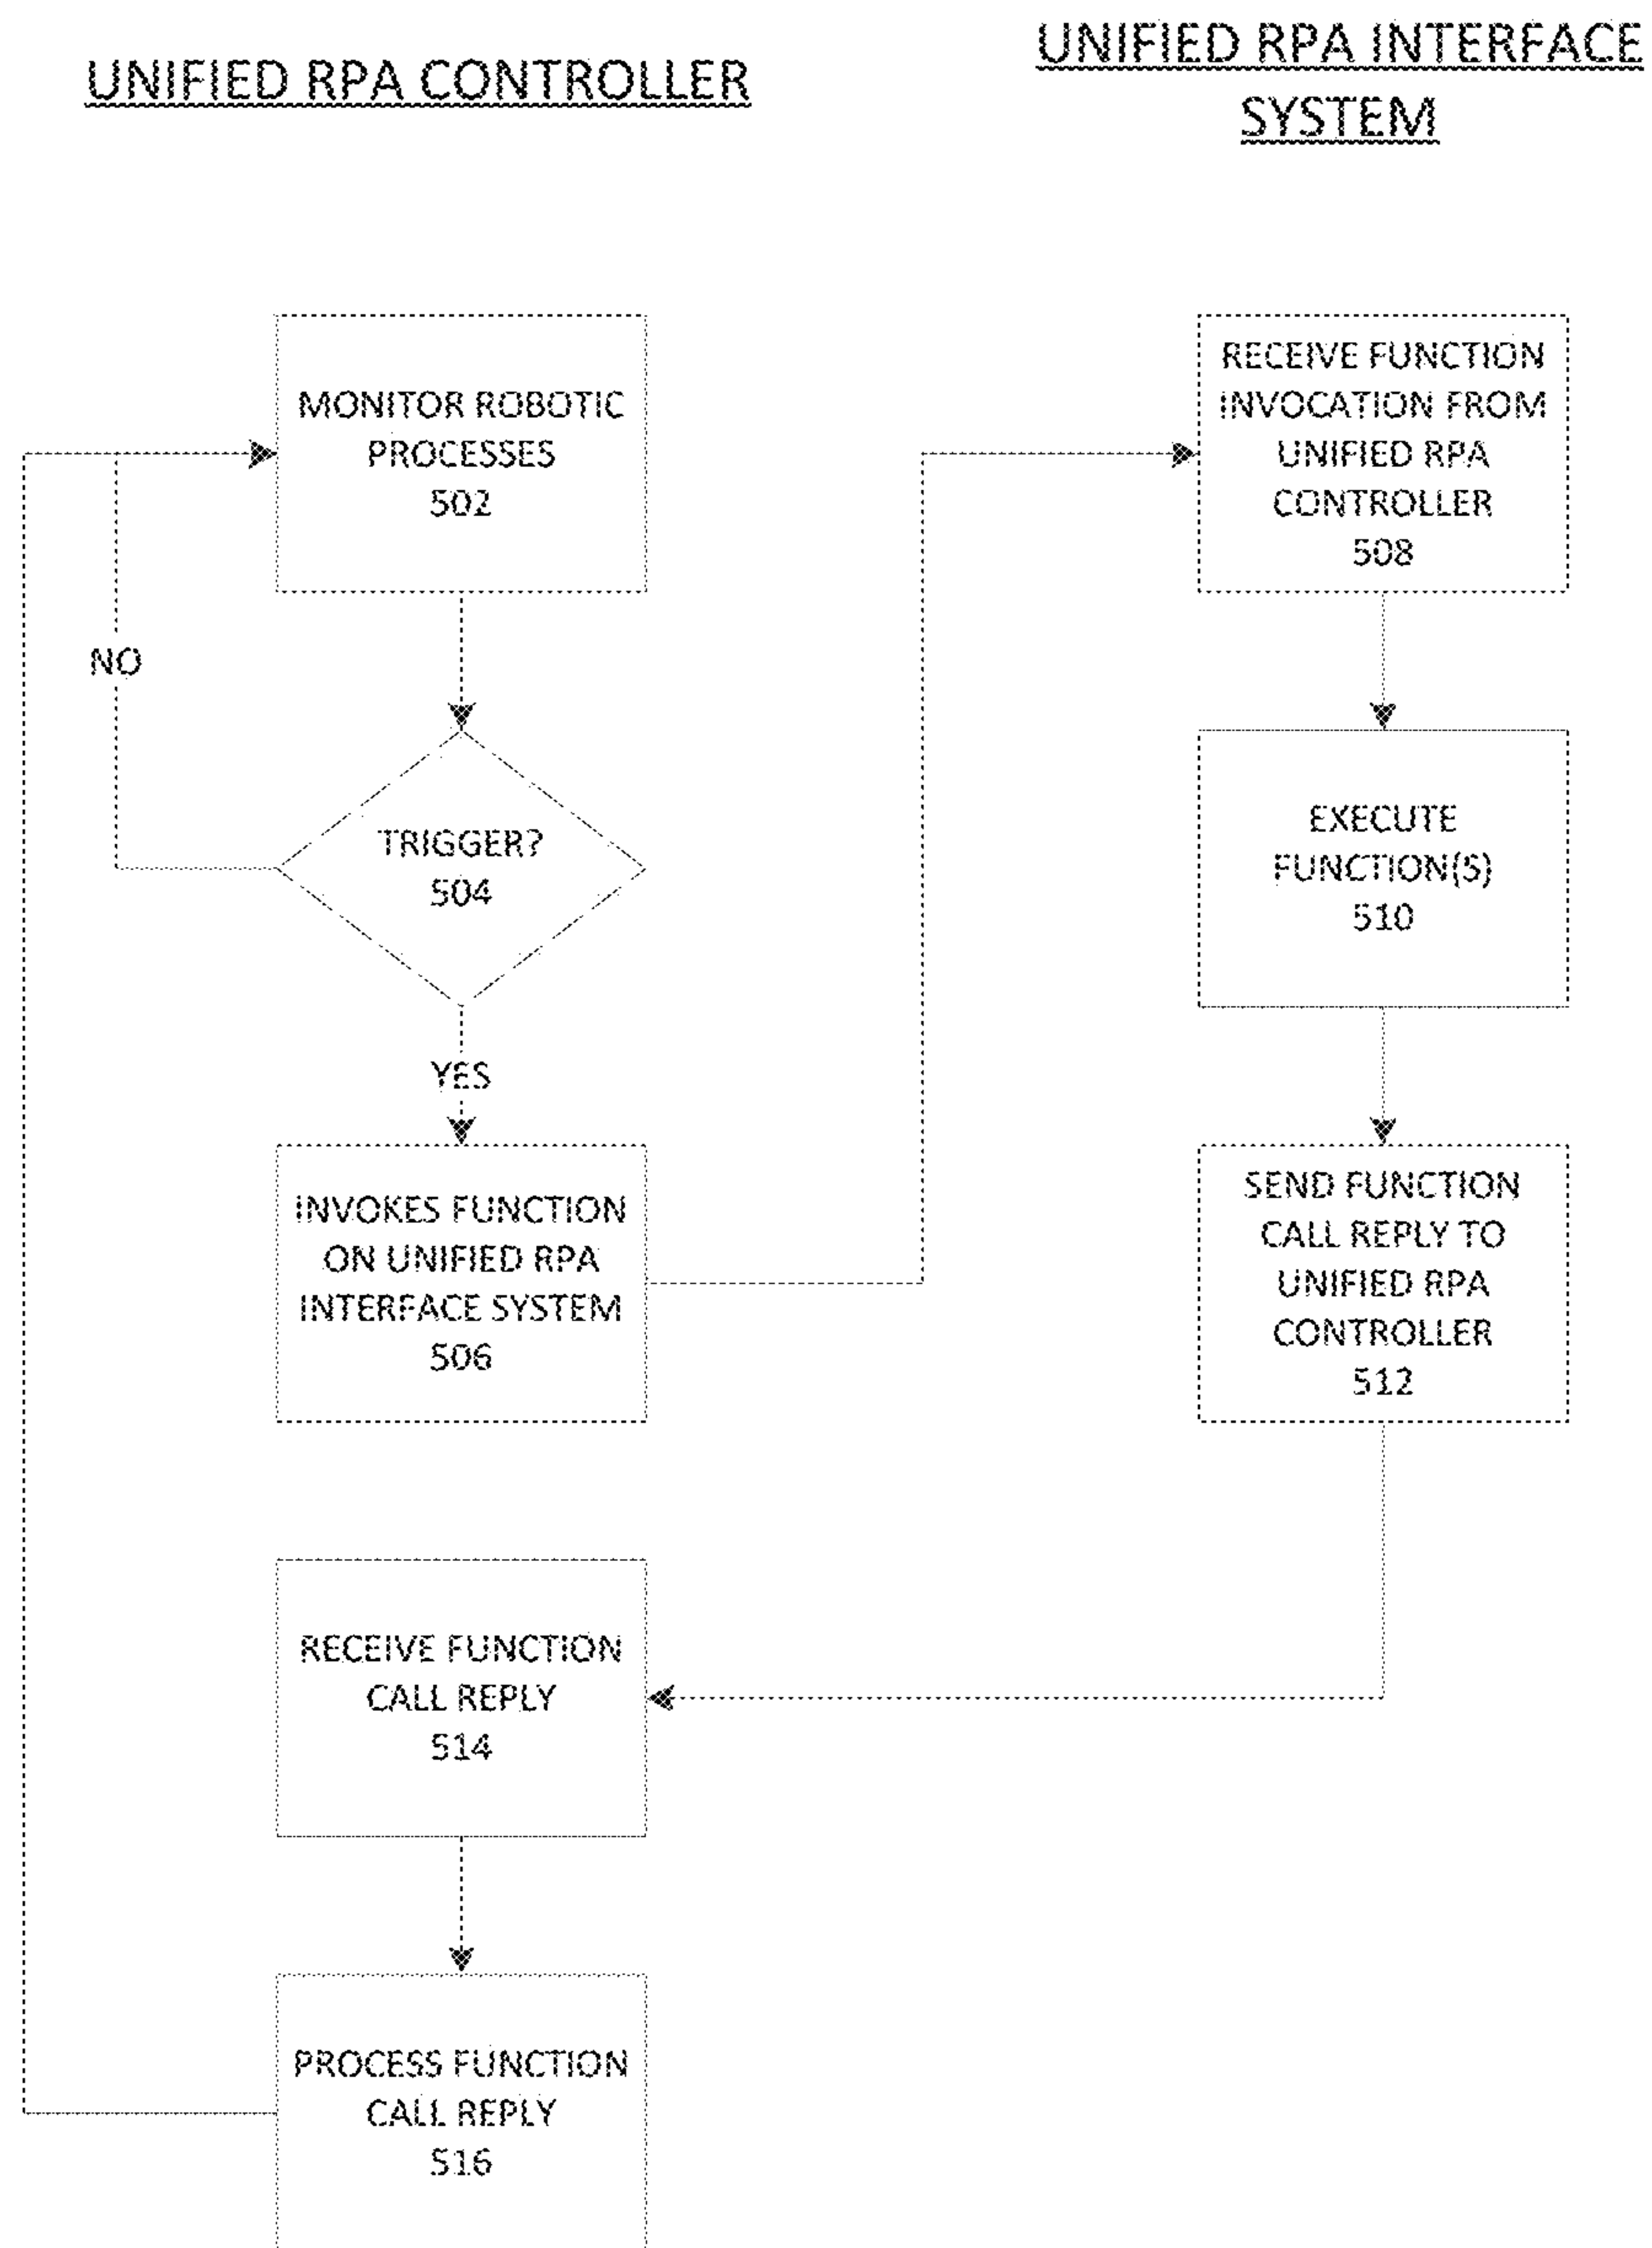 UNIFIED RPA CONTROLLER
UNIFIED RPA INTERFACE
SYSTEM
MONITOR ROBOTIC
PROCESSES
502
NO
TRIGGER?
504
YES
INVOKES FUNCTION
ON UNIFIED RPA
INTERFACE SYSTEM
506
RECEIVE FUNCTION
INVOCATION FROM
UNIFIED RPA
CONTROLLER
508
EXECUTE
FUNCTION(S)
510
SEND FUNCTION
CALL REPLY TO
UNIFIED RPA
CONTROLLER
512
RECEIVE FUNCTION
CALL REPLY
514
PROCESS FUNCTION
CALL REPLY
516